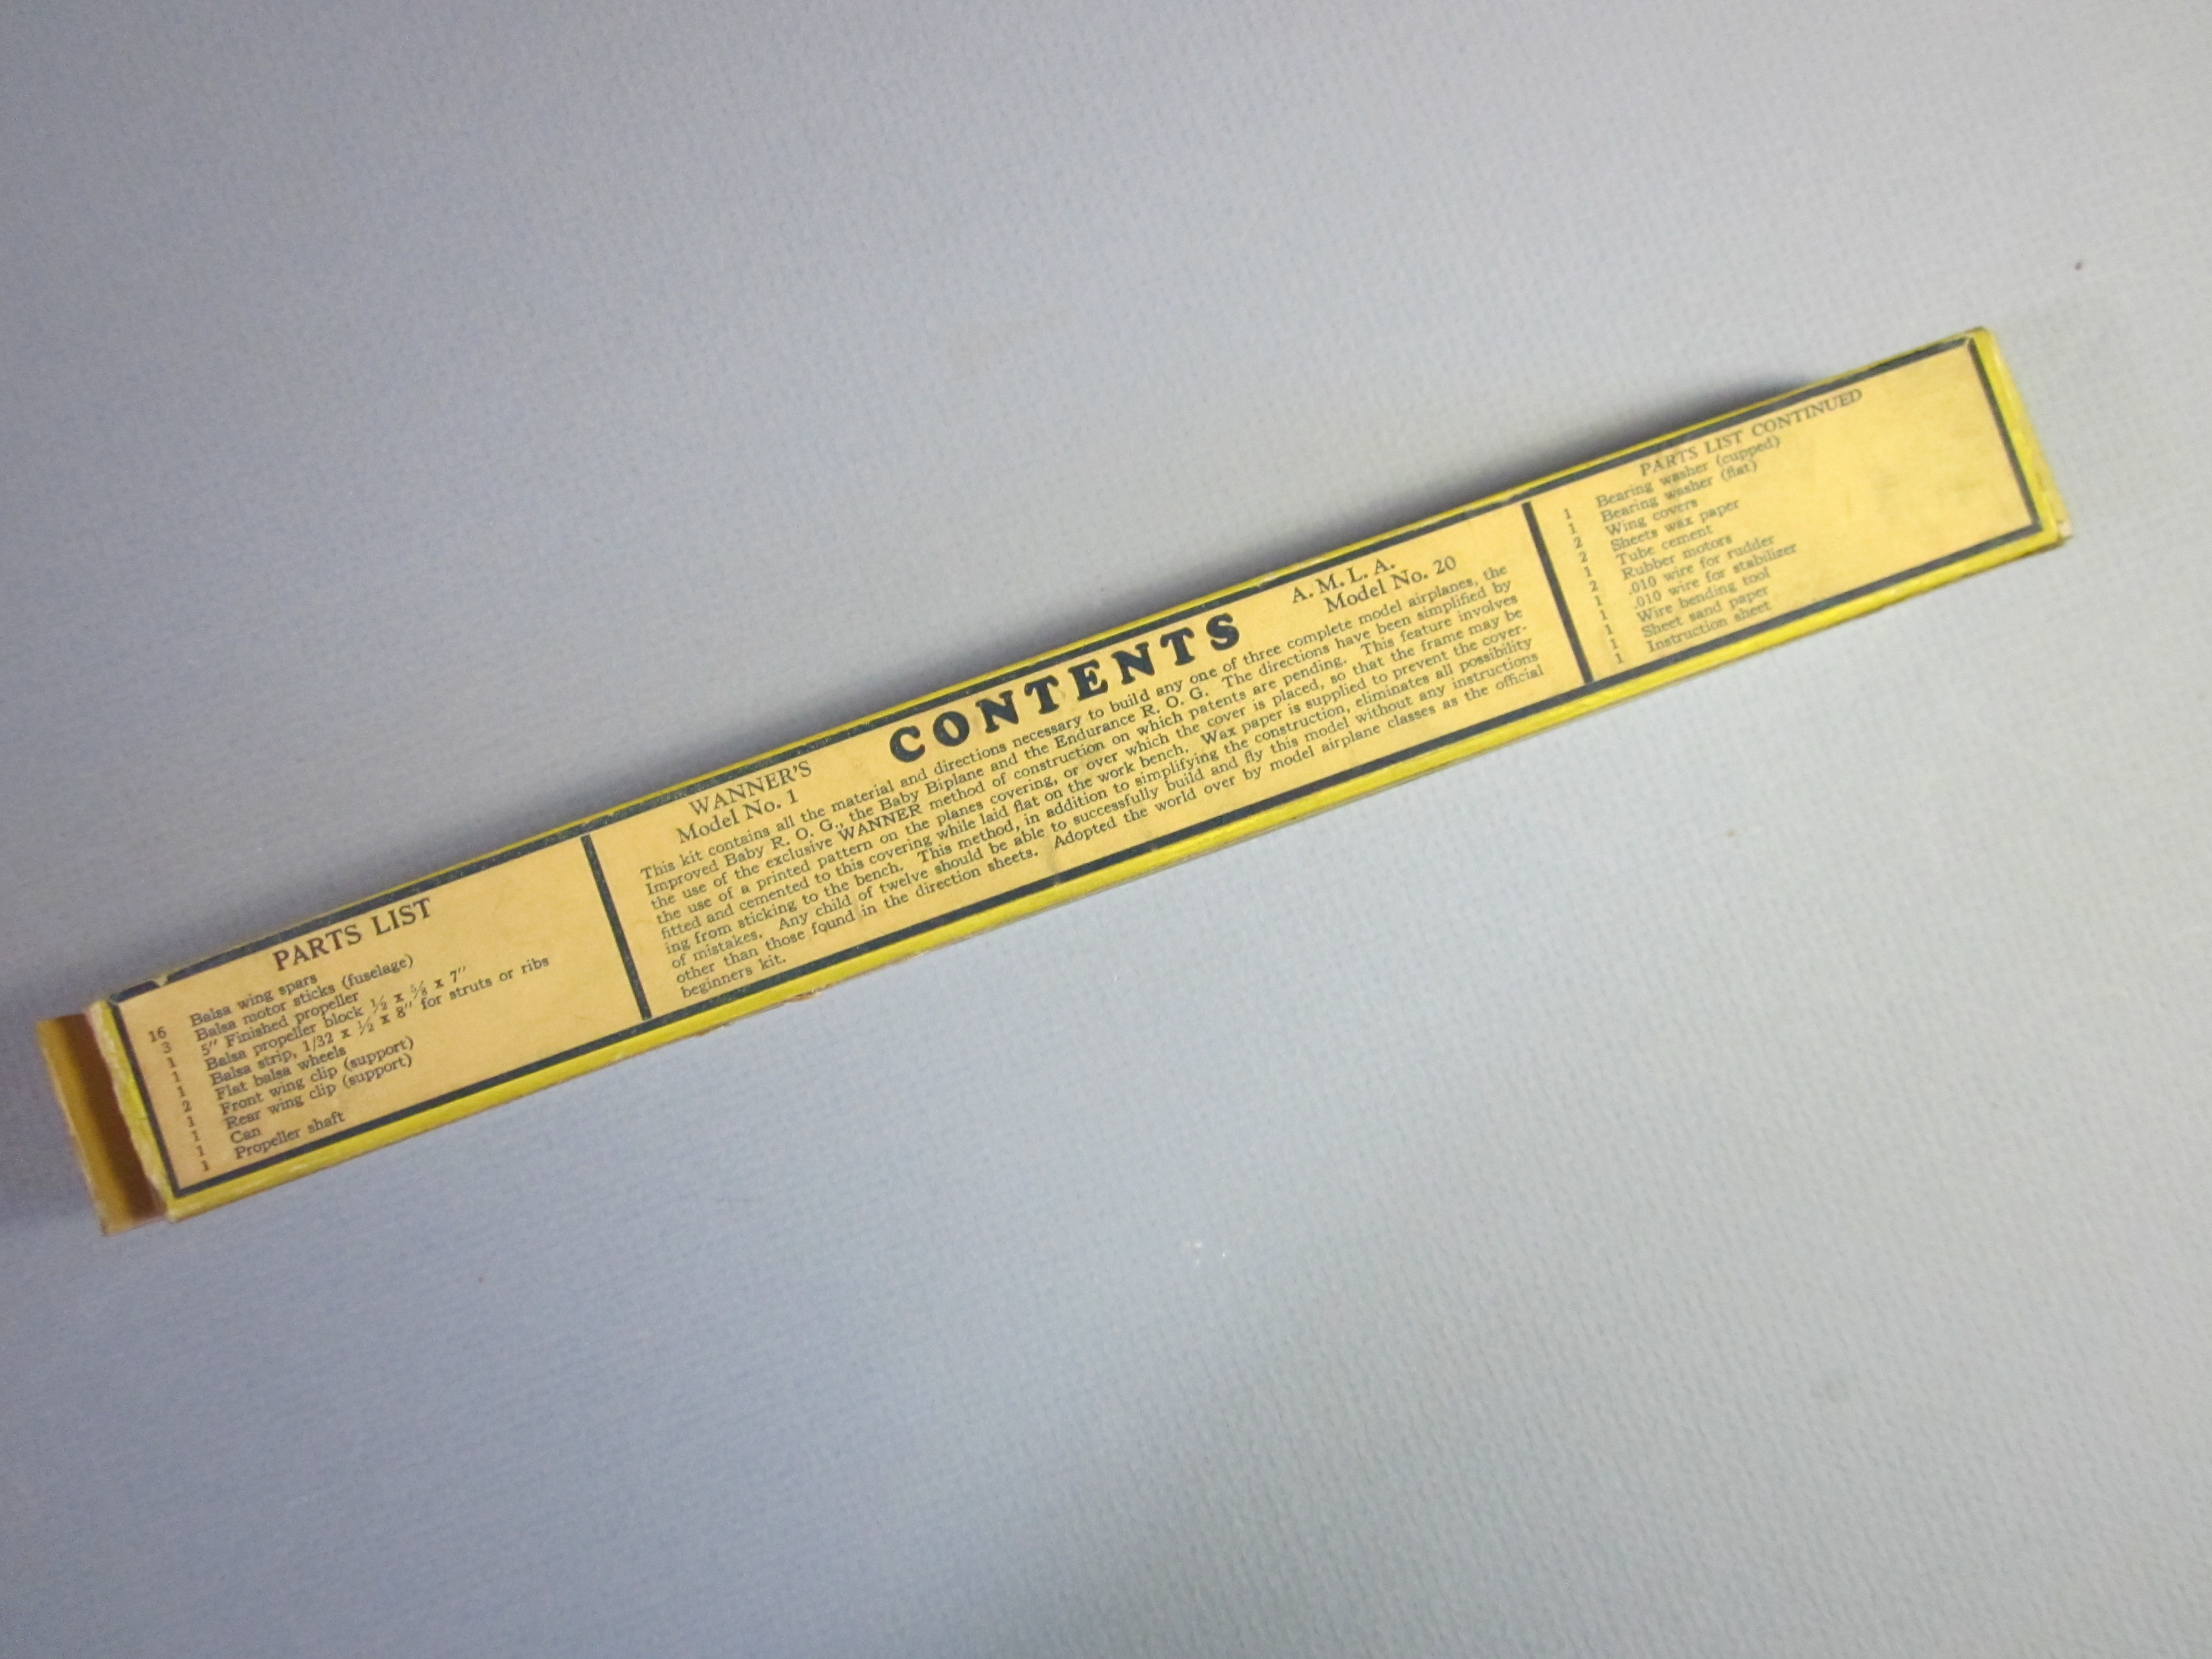 PARTS LIST
16 Balsa wing spars
3 Balsa motor sticks (fuselage)
1 5" Finished propeller
1 Balsa propeller block ½ x ⅝ x 7"
1 Balsa strip, 1/32 x ½ x 8" for struts or ribs
2 Flat balsa wheels
1 Front wing clip (support)
1 Rear wing clip (support)
1 Can
1 Propeller shaft
WANNER'S
Model No. 1
CONTENTS
A. M. L. A.
Model No. 20
This kit contains all the material and directions necessary to build any one of three complete model airplanes, the
Improved Baby R. O. G., the Baby Biplane and the Endurance R. O. G. The directions have been simplified by
the use of the exclusive WANNER method of construction on which patents are pending. This feature involves
the use of a printed pattern on the planes covering, or over which the cover is placed, so that the frame may be
fitted and cemented to this covering while laid flat on the work bench. Wax paper is supplied to prevent the cover-
ing from sticking to the bench. This method, in addition to simplifying the construction, eliminates all possibility
of mistakes. Any child of twelve should be able to successfully build and fly this model without any instructions
other than those found in the direction sheets. Adopted the world over by model airplane classes as the official
beginners kit.
PARTS LIST CONTINUED
1 Bearing washer (cupped)
1 Bearing washer (flat)
2 Wing covers
2 Sheets wax paper
1 Tube cement
2 Rubber motors
1 .010 wire for rudder
1 .010 wire for stabilizer
1 Wire bending tool
1 Sheet sand paper
1 Instruction sheet